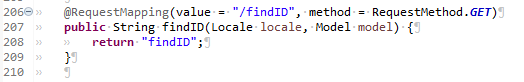 206 @RequestMapping(value = "/findID", method = RequestMethod.GET)
207 public String findID(Locale locale, Model model) {
208 return "findID";
209 }
210